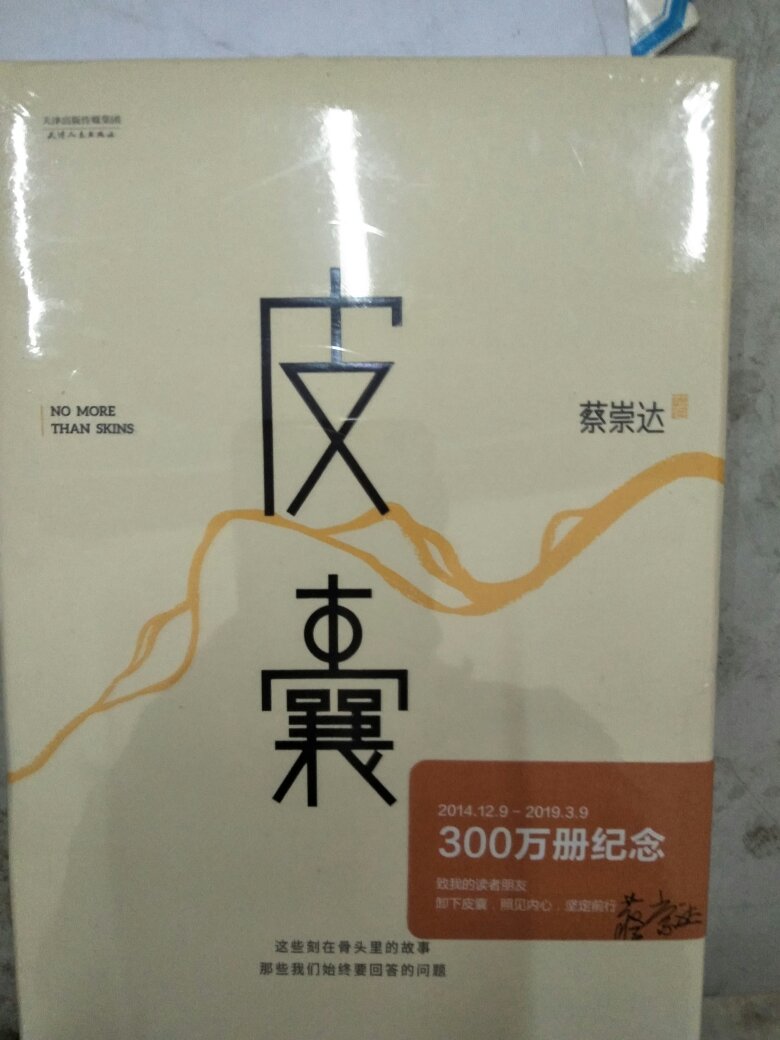 天津出版传媒集团
天津人民出版社
皮
囊
NO MORE
THAN SKINS
蔡崇达
2014.12.9 - 2019.3.9
300万册纪念
致我的读者朋友
卸下皮囊，照见内心，坚定前行
蔡崇达
这些刻在骨头里的故事
那些我们始终要回答的问题